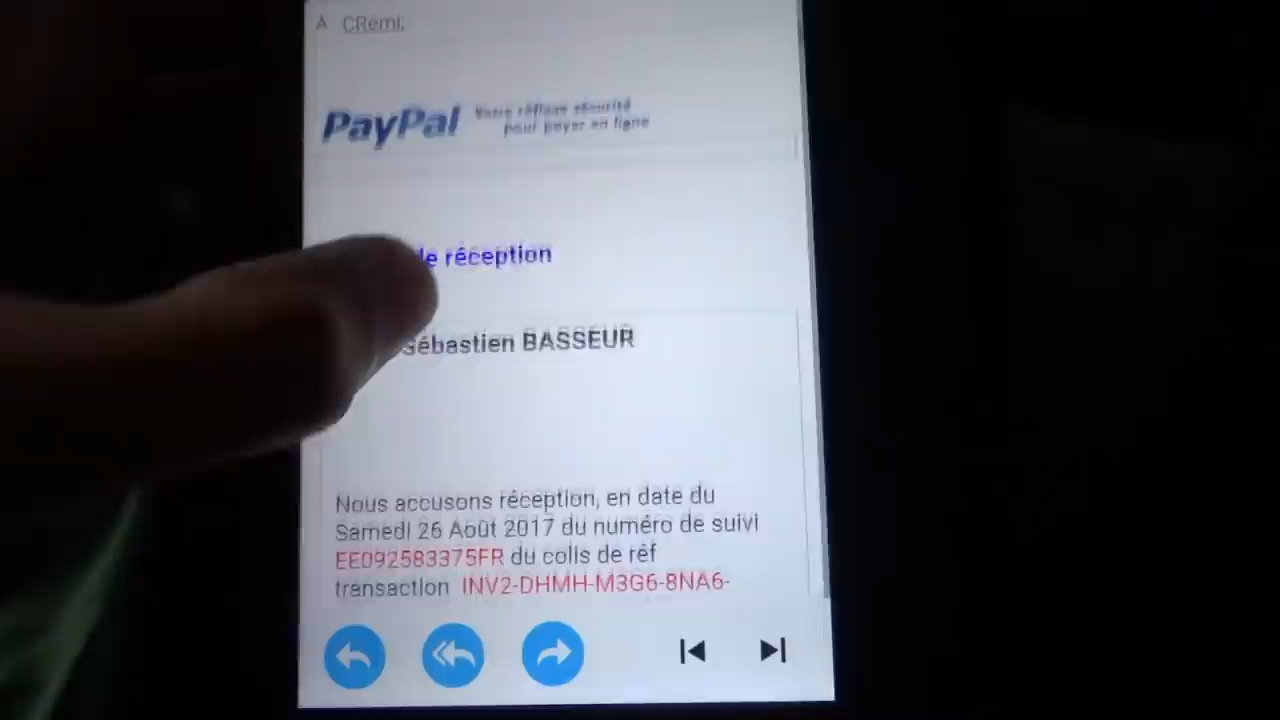 À CRemi,
PayPal Votre réflexe sécurité
pour payer en ligne
de réception
Sébastien BASSEUR
Nous accusons réception, en date du
Samedi 26 Août 2017 du numéro de suivi
EE092583375FR du colis de réf
transaction INV2-DHMH-M3G6-8NA6-